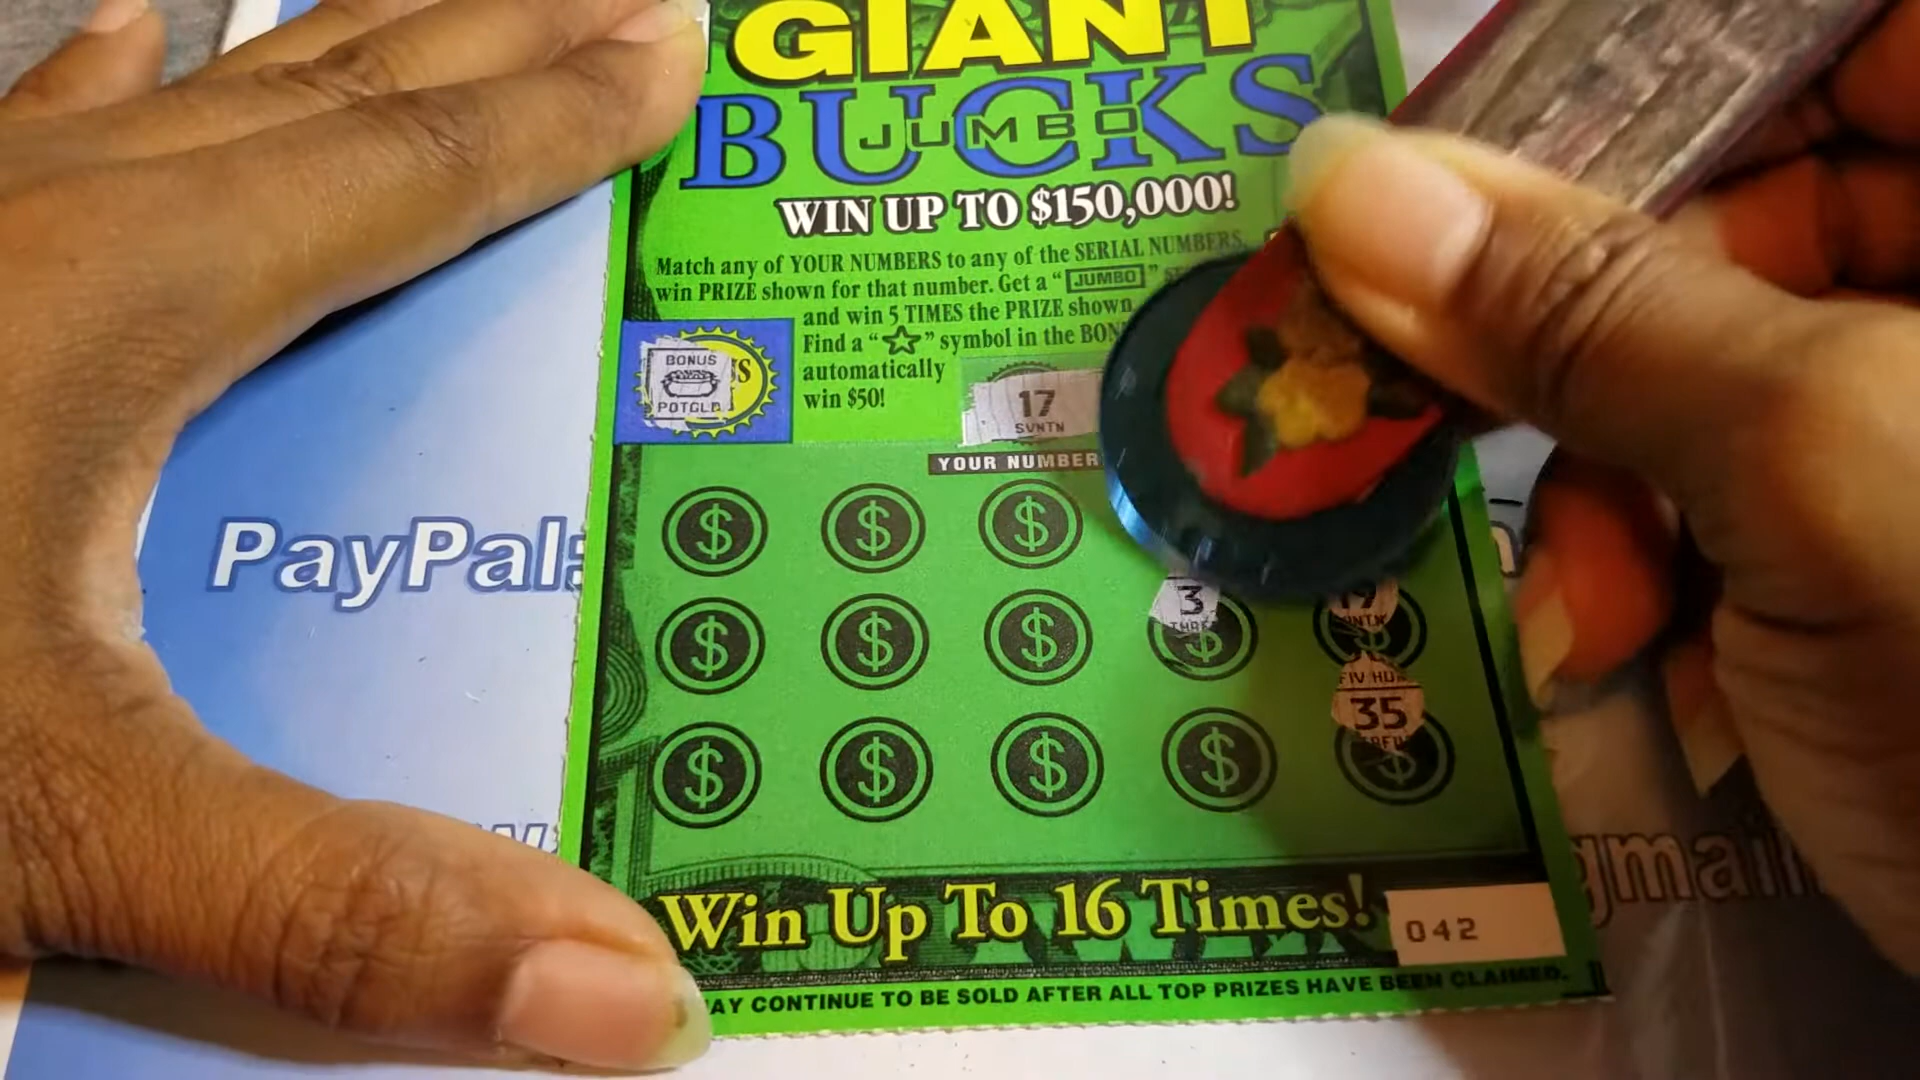 GIANT
BUCKS
JUMBO
WIN UP TO $150,000!
Match any of YOUR NUMBERS to any of the SERIAL NUMBERS,
win PRIZE shown for that number. Get a "JUMBO"
and win 5 TIMES the PRIZE shown.
Find a "☆" symbol in the
automatically
win $50!
BONUS
POTGLD
17
SVNTN
YOUR NUMBER
3
19
35
Win Up To 16 Times!
042
AY CONTINUE TO BE SOLD AFTER ALL TOP PRIZES HAVE BEEN CLAIMED.
PayPal:
gmail